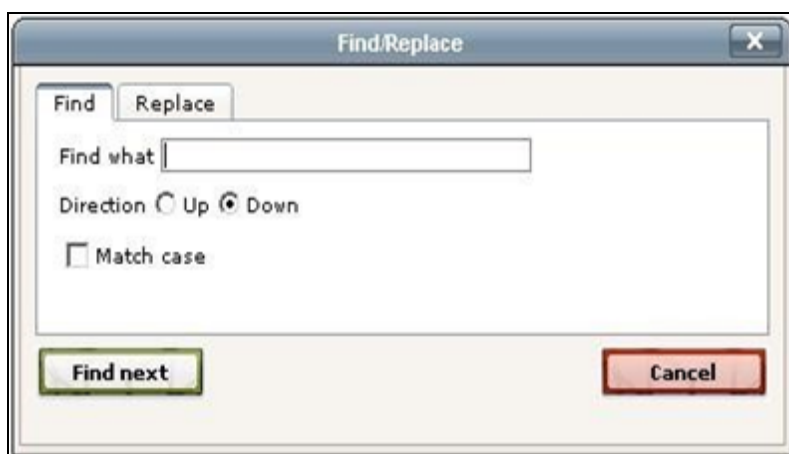 Find/Replace
X
Find Replace
Find what
Direction Up Down
Match case
Find next Cancel